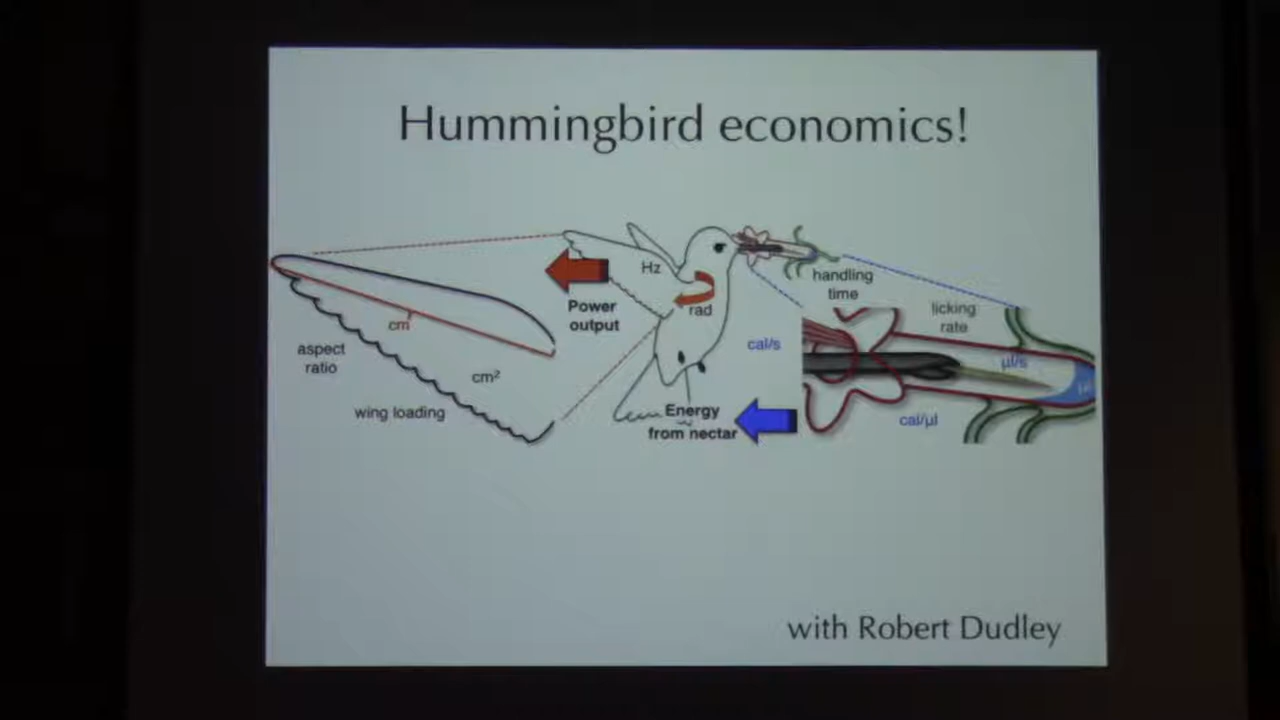 Hummingbird economics!
Hz
rad
Power
output
handling
time
licking
rate
cm
aspect
ratio
cm²
wing loading
cal/s
µl/s
cal/µl
Energy
from nectar
with Robert Dudley